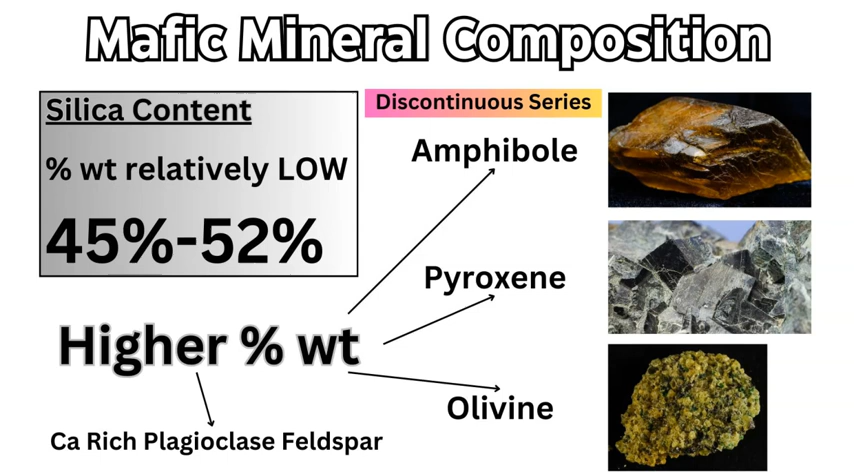 Mafic Mineral Composition
Silica Content
% wt relatively LOW
45%-52%
Discontinuous Series
Amphibole
Pyroxene
Higher % wt
Olivine
Ca Rich Plagioclase Feldspar